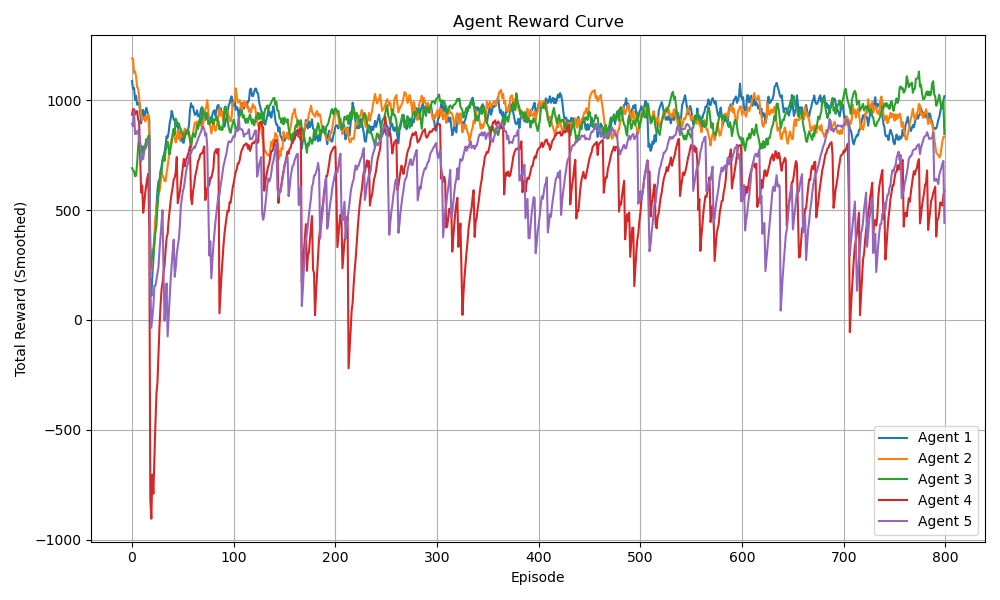 Agent Reward Curve
Total Reward (Smoothed)
1000
500
0
−500
−1000
0 100 200 300 400 500 600 700 800
Episode
Agent 1
Agent 2
Agent 3
Agent 4
Agent 5